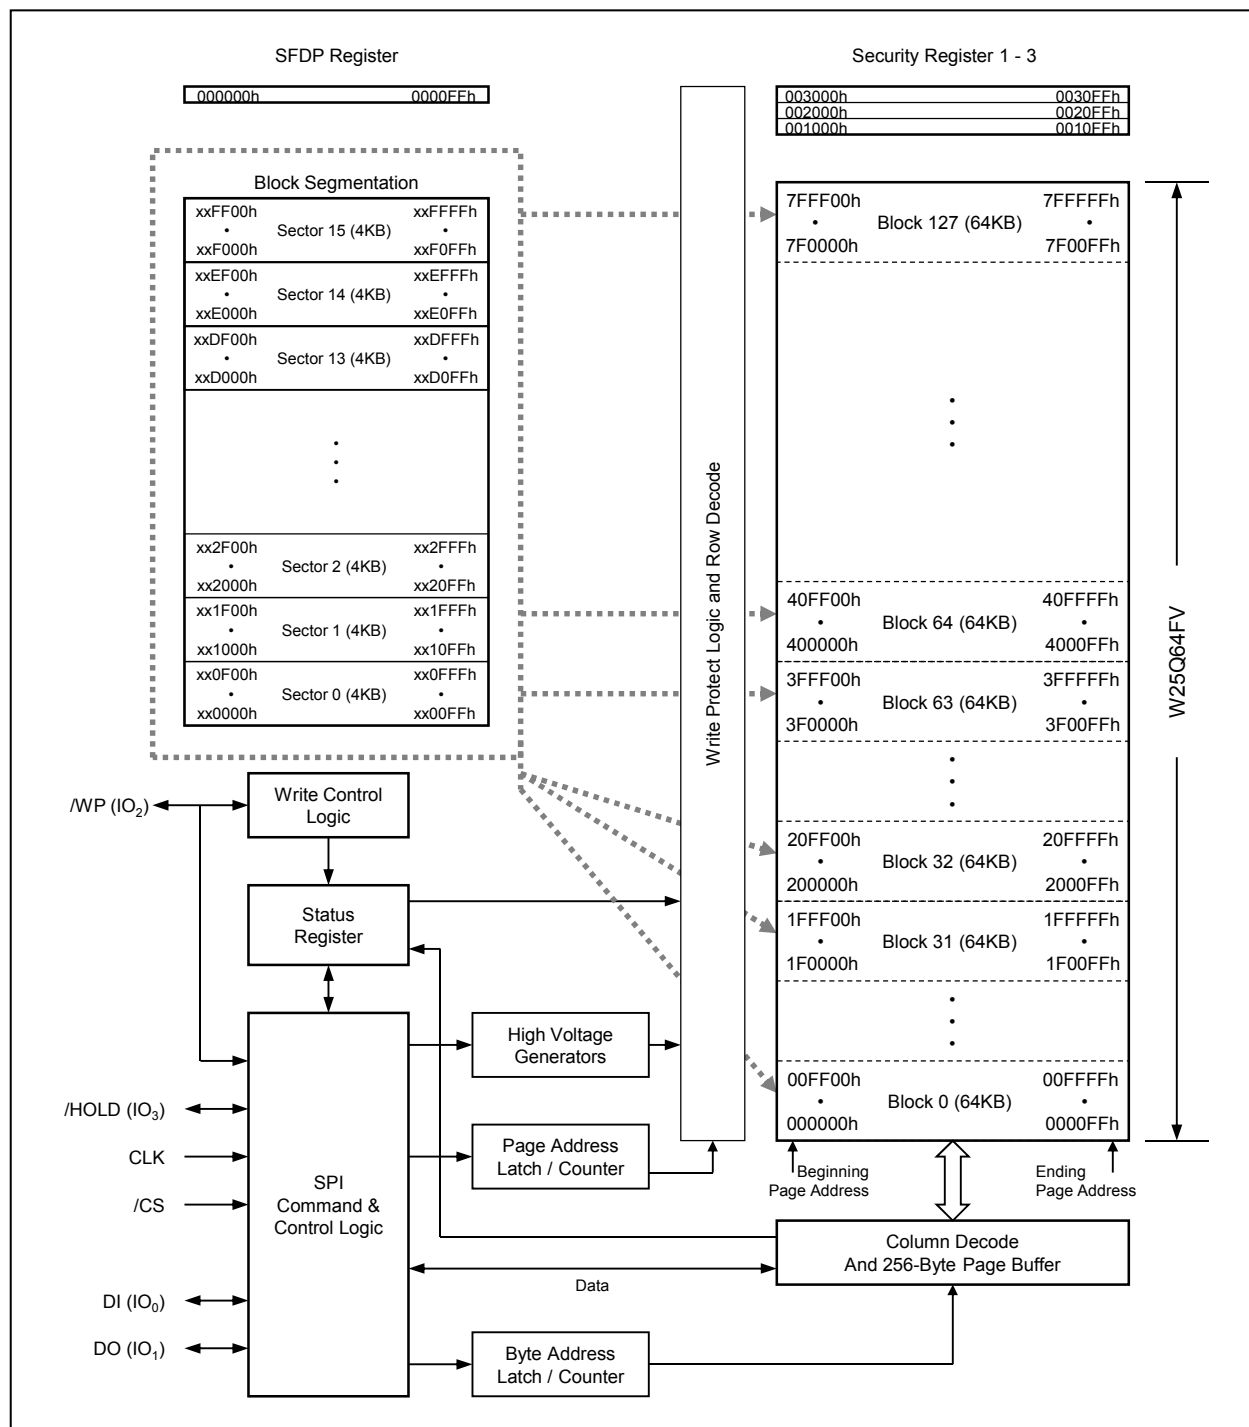 SFDP Register
000000h 0000FFh
Security Register 1 - 3
003000h 0030FFh
002000h 0020FFh
001000h 0010FFh
Block Segmentation
xxFF00h xxFFFFh
• Sector 15 (4KB) •
xxF000h xxF0FFh
xxEF00h xxEFFFh
• Sector 14 (4KB) •
xxE000h xxE0FFh
xxDF00h xxDFFFh
• Sector 13 (4KB) •
xxD000h xxD0FFh
xx2F00h xx2FFFh
• Sector 2 (4KB) •
xx2000h xx20FFh
xx1F00h xx1FFFh
• Sector 1 (4KB) •
xx1000h xx10FFh
xx0F00h xx0FFFh
• Sector 0 (4KB) •
xx0000h xx00FFh
Write Protect Logic and Row Decode
7FFF00h 7FFFFFh
• Block 127 (64KB) •
7F0000h 7F00FFh
40FF00h 40FFFFh
• Block 64 (64KB) •
400000h 4000FFh
3FFF00h 3FFFFFh
• Block 63 (64KB) •
3F0000h 3F00FFh
20FF00h 20FFFFh
• Block 32 (64KB) •
200000h 2000FFh
1FFF00h 1FFFFFh
• Block 31 (64KB) •
1F0000h 1F00FFh
00FF00h 00FFFFh
• Block 0 (64KB) •
000000h 0000FFh
W25Q64FV
Beginning
Page Address
Ending
Page Address
/WP (IO2)
Write Control
Logic
Status
Register
High Voltage
Generators
/HOLD (IO3)
CLK
/CS
DI (IO0)
DO (IO1)
SPI
Command &
Control Logic
Page Address
Latch / Counter
Column Decode
And 256-Byte Page Buffer
Data
Byte Address
Latch / Counter